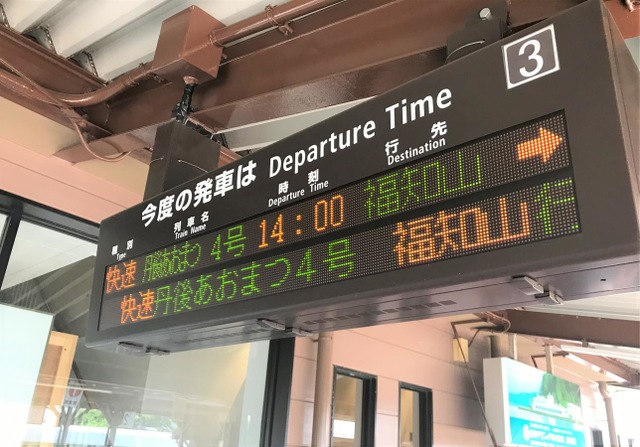 3
今度の発車は Departure Time
種別 列車名 時刻 行先
Type Train Name Departure Time Destination
快速 丹後あおまつ 4号 14:00 福知山 →
快速丹後あおまつ4号 福知山行